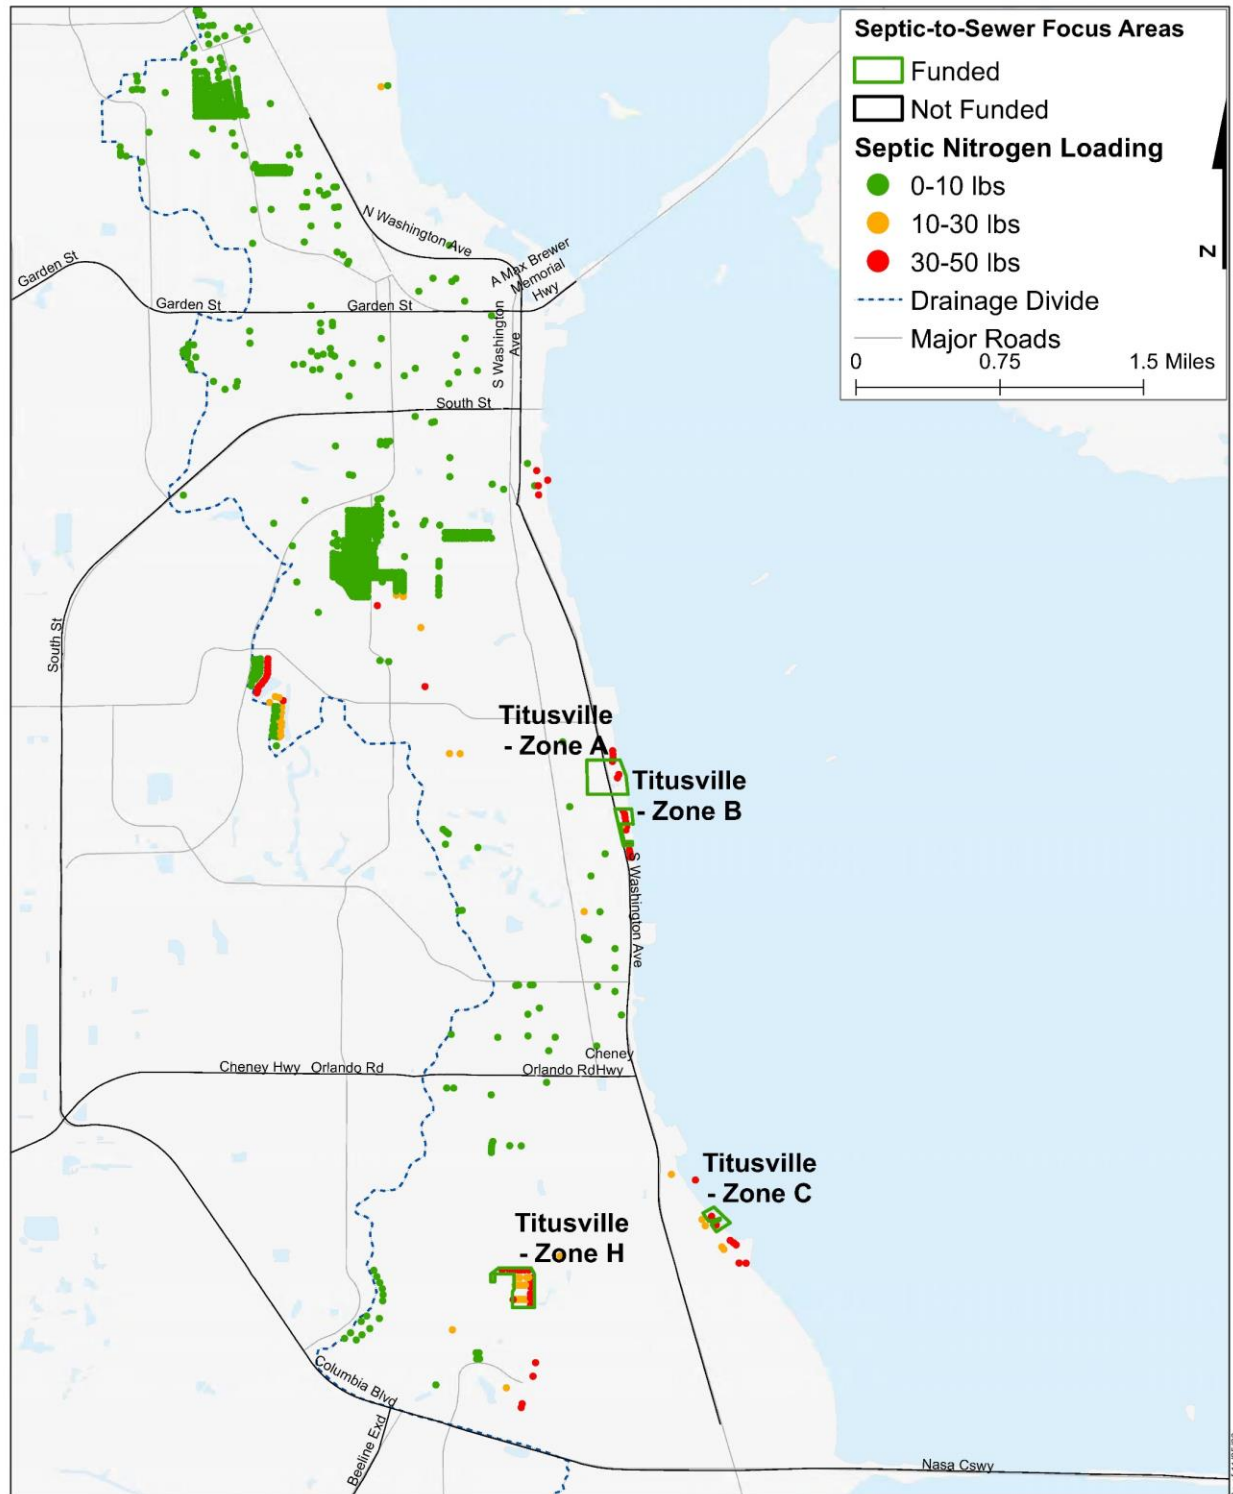 Septic-to-Sewer Focus Areas
Funded
Not Funded
Septic Nitrogen Loading
0-10 lbs
10-30 lbs
30-50 lbs
Drainage Divide
Major Roads
0 0.75 1.5 Miles
N
N Washington Ave
A Max Brewer
Memorial
Hwy
Garden St
Garden St
Garden St
S Washington
Ave
South St
South St
Titusville
- Zone A
Titusville
- Zone B
S Washington Ave
Cheney
Cheney Hwy Orlando Rd
Orlando RdHwy
Titusville
- Zone C
Titusville
- Zone H
Columbia Blvd
Beeline Exd
Nasa Cswy